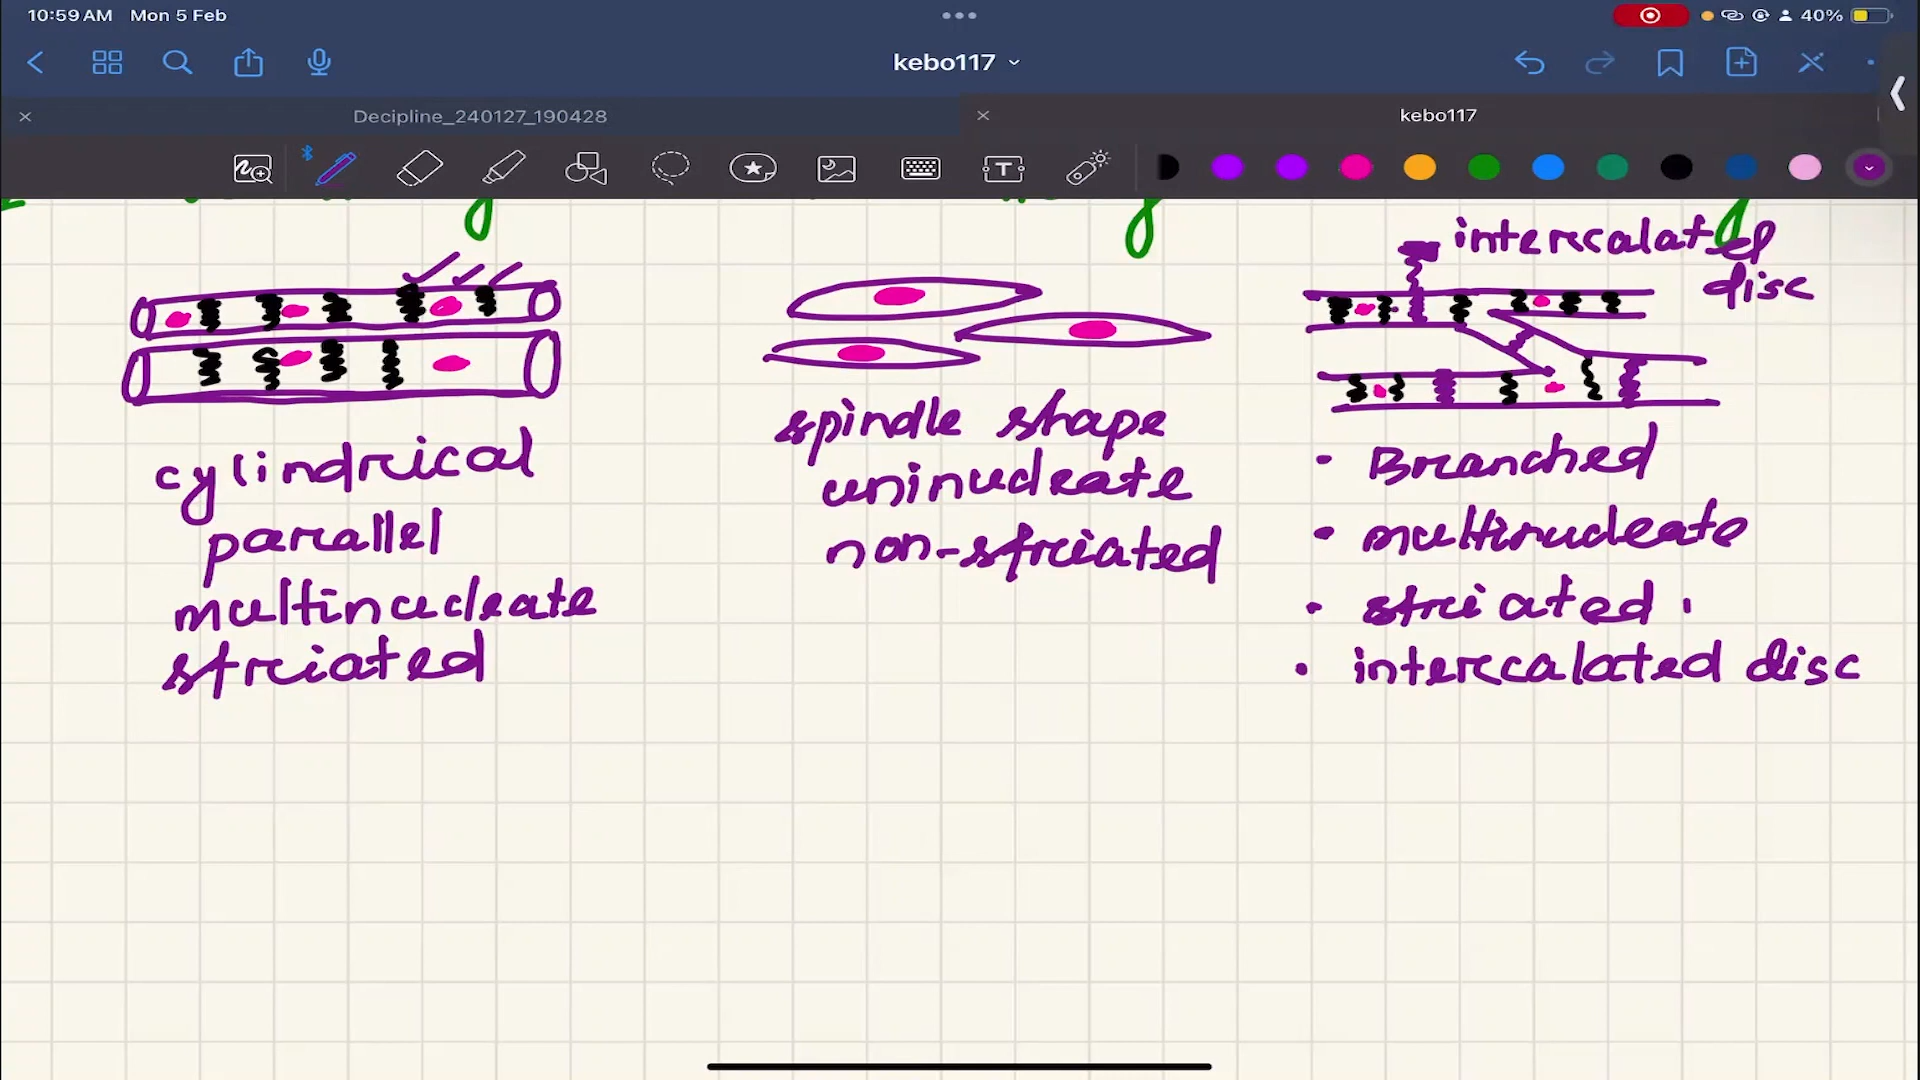 10:59 AM Mon 5 Feb
40%
kebo117
Decipline_240127_190428
kebo117
intercalated
disc
cylindrical
parallel
multinucleate
striated
spindle shape
uninucleate
non-striated
• Branched
• multinucleate
• striated
• intercalated disc